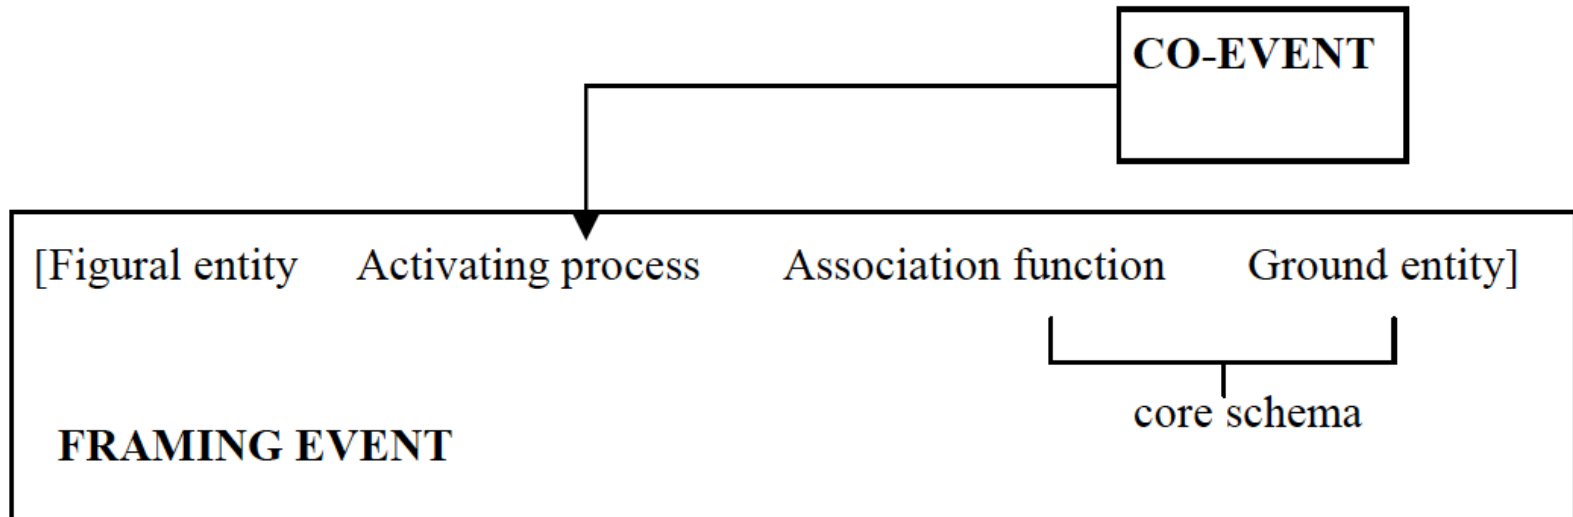 CO-EVENT
[Figural entity Activating process Association function Ground entity]
core schema
FRAMING EVENT